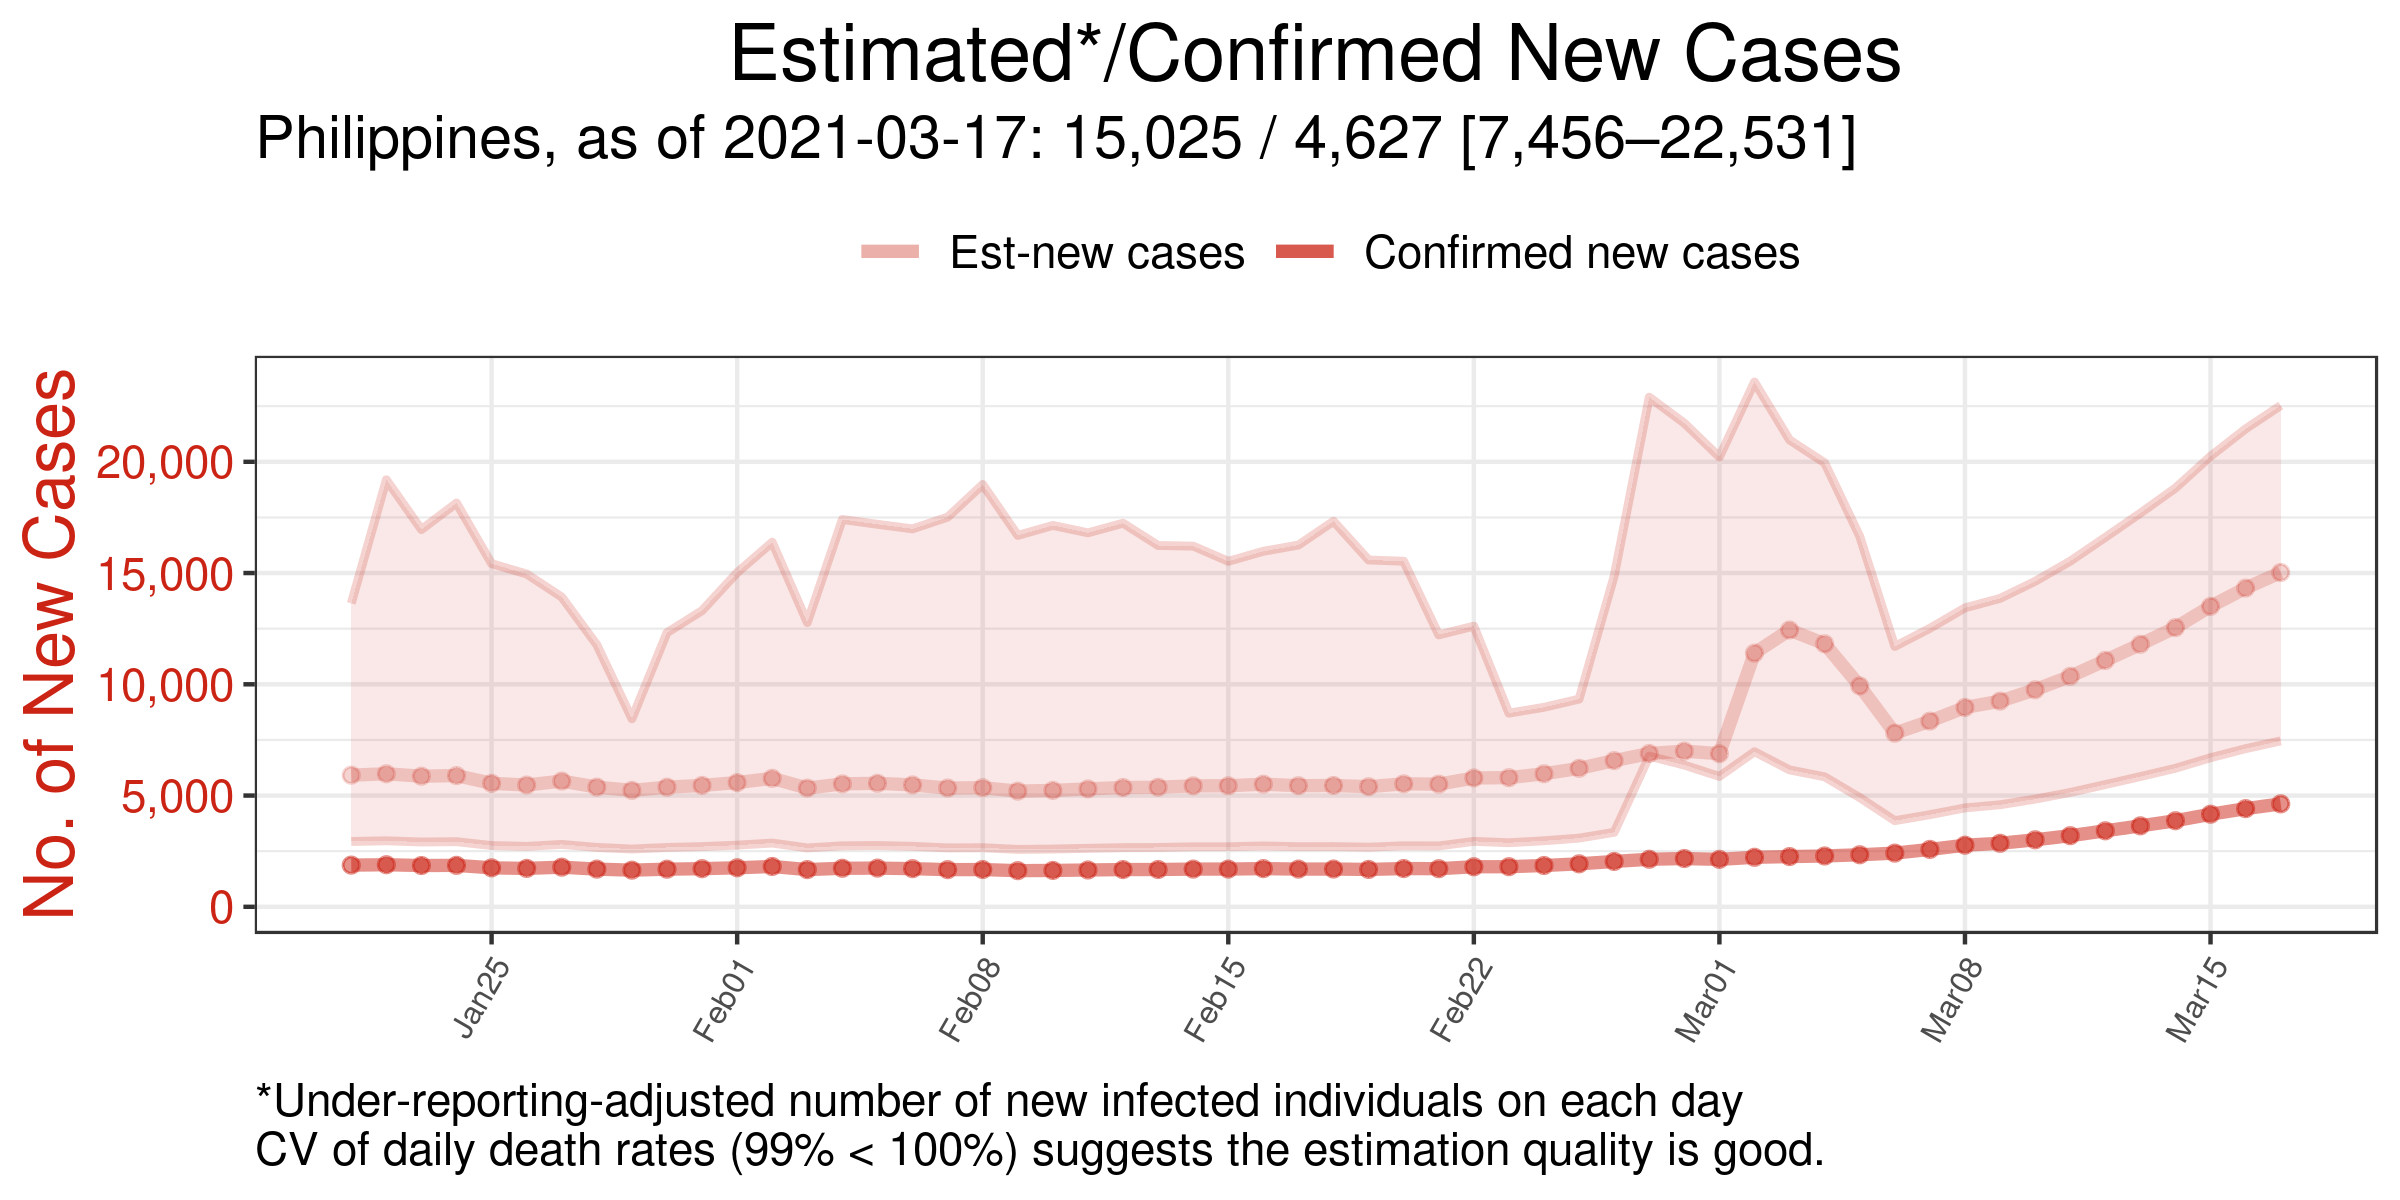 Estimated*/Confirmed New Cases
Philippines, as of 2021-03-17: 15,025 / 4,627 [7,456–22,531]
Est-new cases Confirmed new cases
No. of New Cases
20,000
15,000
10,000
5,000
0
Jan25 Feb01 Feb08 Feb15 Feb22 Mar01 Mar08 Mar15
*Under-reporting-adjusted number of new infected individuals on each day
CV of daily death rates (99% < 100%) suggests the estimation quality is good.